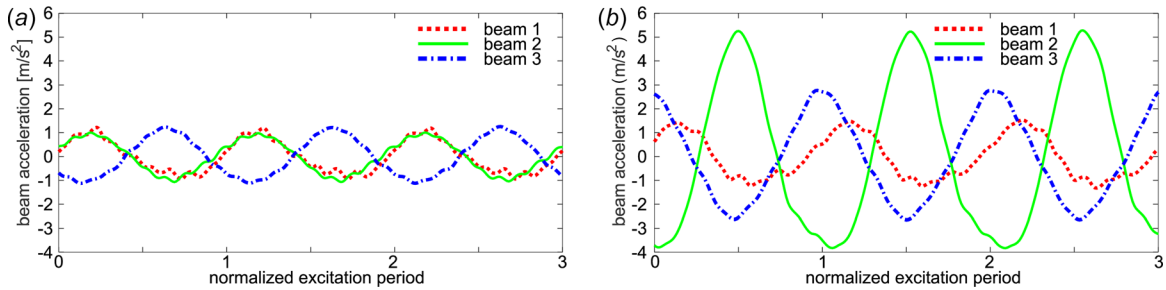 (a)
beam acceleration [m/s²]
6
5
4
3
2
1
0
-1
-2
-3
-4
beam 1
beam 2
beam 3
0
1
2
3
normalized excitation period
(b)
beam acceleration (m/s²)
6
5
4
3
2
1
0
-1
-2
-3
-4
beam 1
beam 2
beam 3
0
1
2
3
normalized excitation period